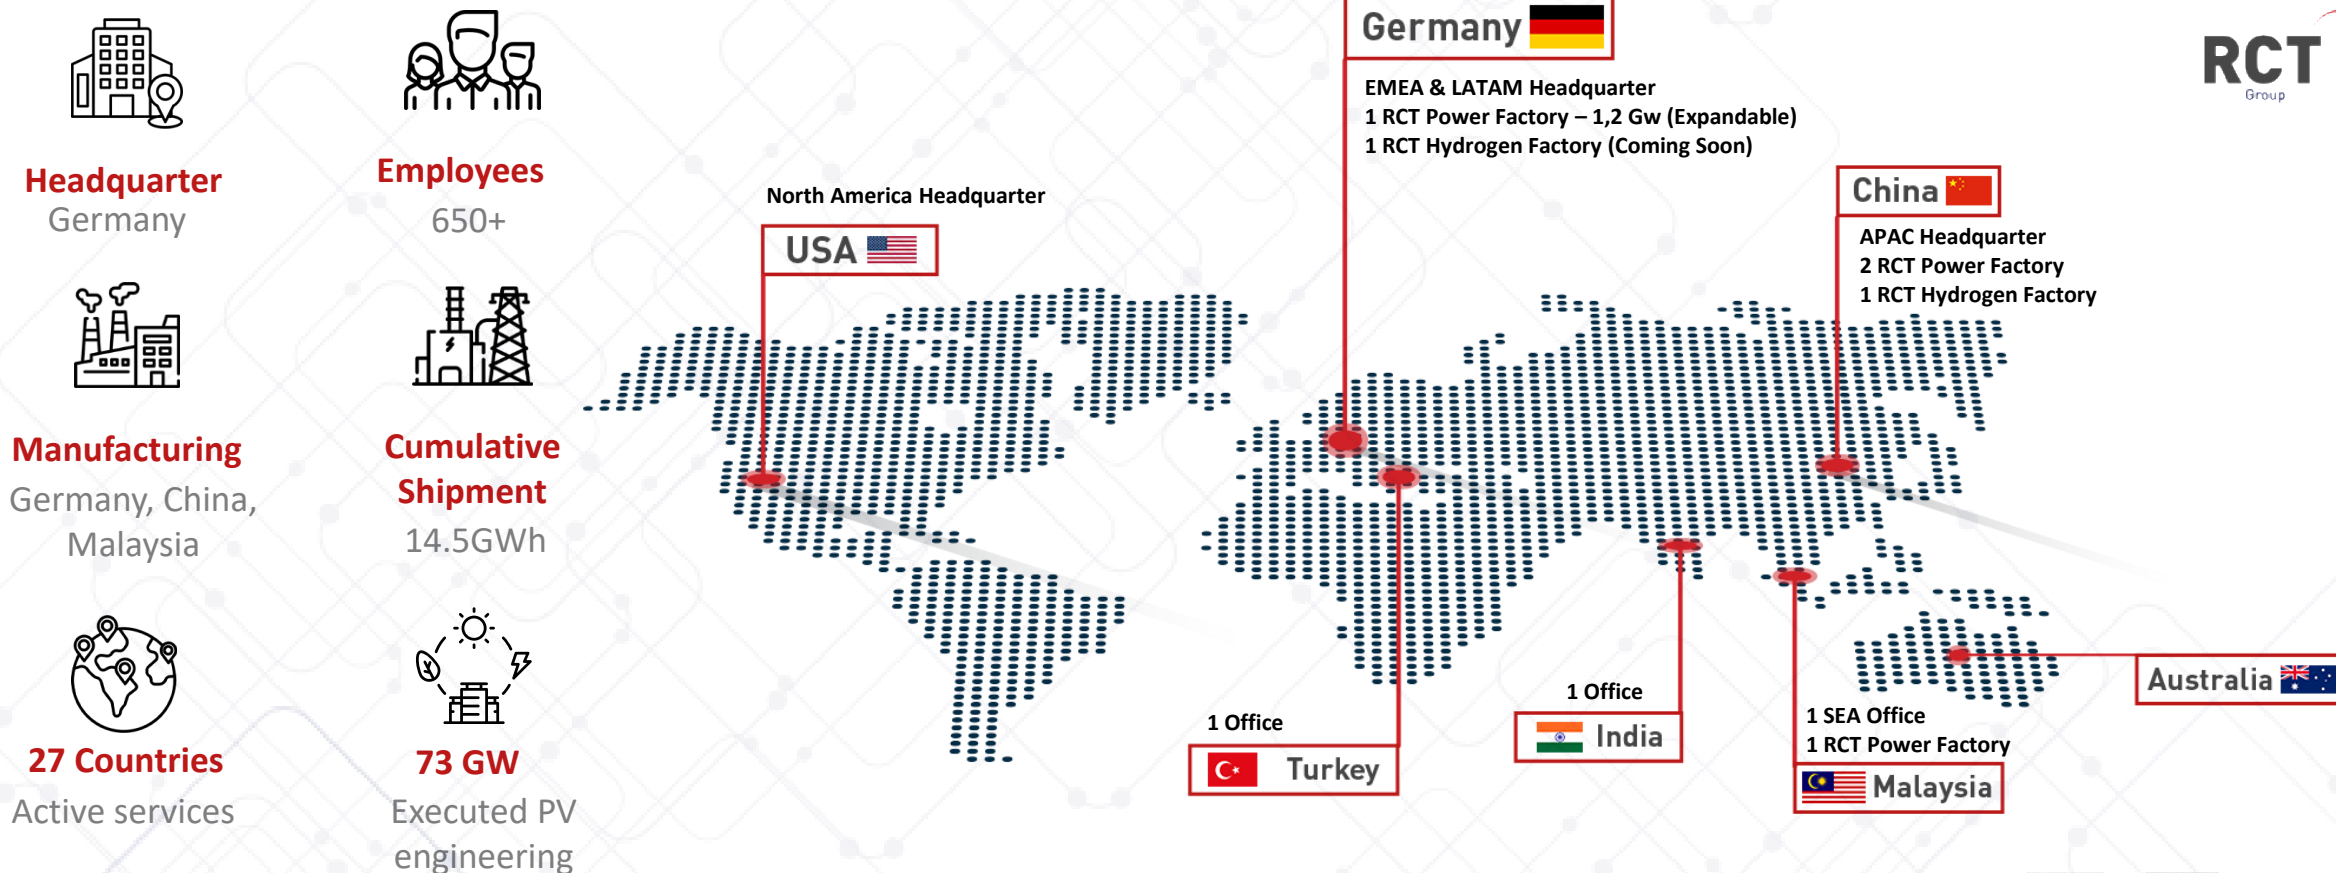 Headquarter
Germany
Employees
650+
Manufacturing
Germany, China,
Malaysia
Cumulative
Shipment
14.5GWh
27 Countries
Active services
73 GW
Executed PV
engineering
North America Headquarter
USA
Germany
EMEA & LATAM Headquarter
1 RCT Power Factory – 1,2 Gw (Expandable)
1 RCT Hydrogen Factory (Coming Soon)
China
APAC Headquarter
2 RCT Power Factory
1 RCT Hydrogen Factory
RCT
Group
1 Office
Turkey
1 Office
India
1 SEA Office
1 RCT Power Factory
Malaysia
Australia